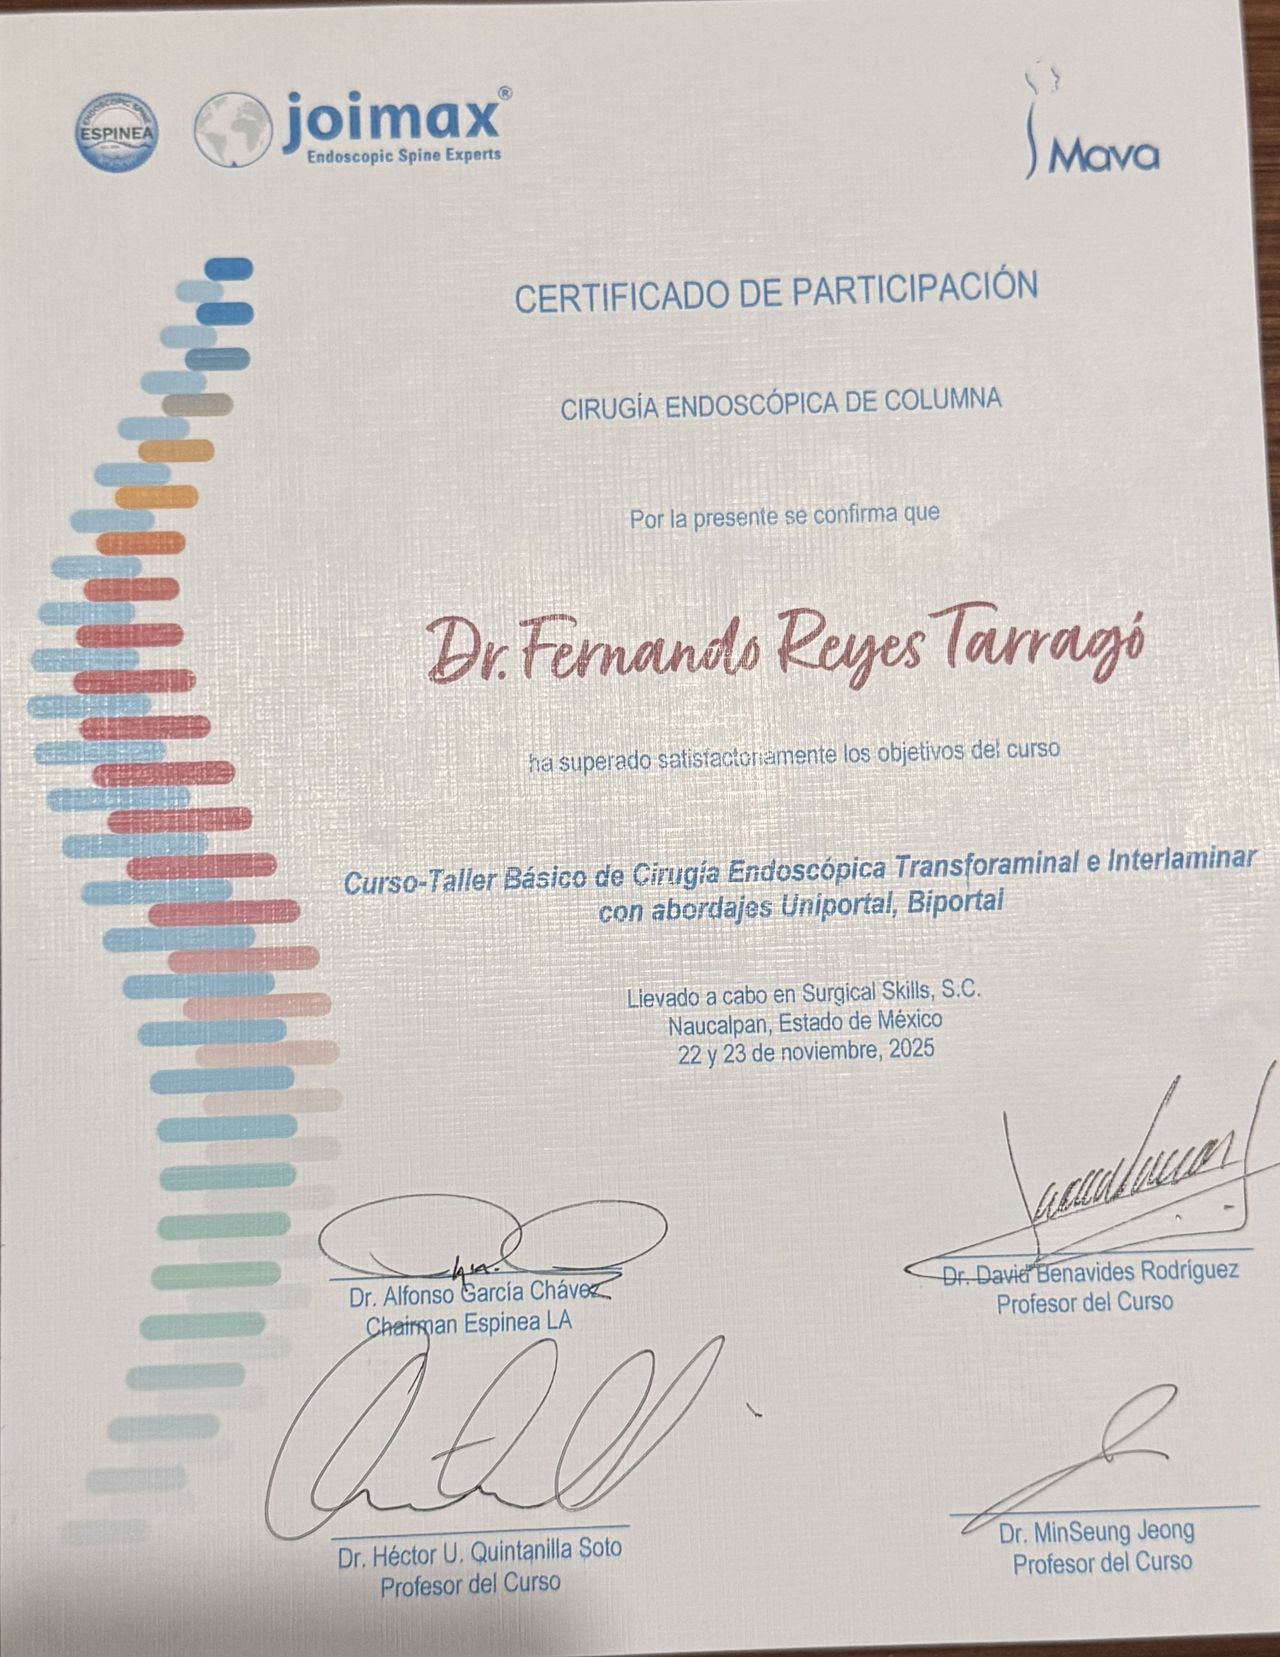 ENDOSCOPIC SPINE
ESPINEA
ACADEMY
joimax®
Endoscopic Spine Experts
Mava
CERTIFICADO DE PARTICIPACIÓN
CIRUGÍA ENDOSCÓPICA DE COLUMNA
Por la presente se confirma que
Dr. Fernando Reyes Tarragó
ha superado satisfactoriamente los objetivos del curso
Curso-Taller Básico de Cirugía Endoscópica Transforaminal e Interlaminar
con abordajes Uniportal, Biportal
Llevado a cabo en Surgical Skills, S.C.
Naucalpan, Estado de México
22 y 23 de noviembre, 2025
Dr. Alfonso García Chávez
Chairman Espinea LA
Dr. David Benavides Rodríguez
Profesor del Curso
Dr. Héctor U. Quintanilla Soto
Profesor del Curso
Dr. MinSeung Jeong
Profesor del Curso